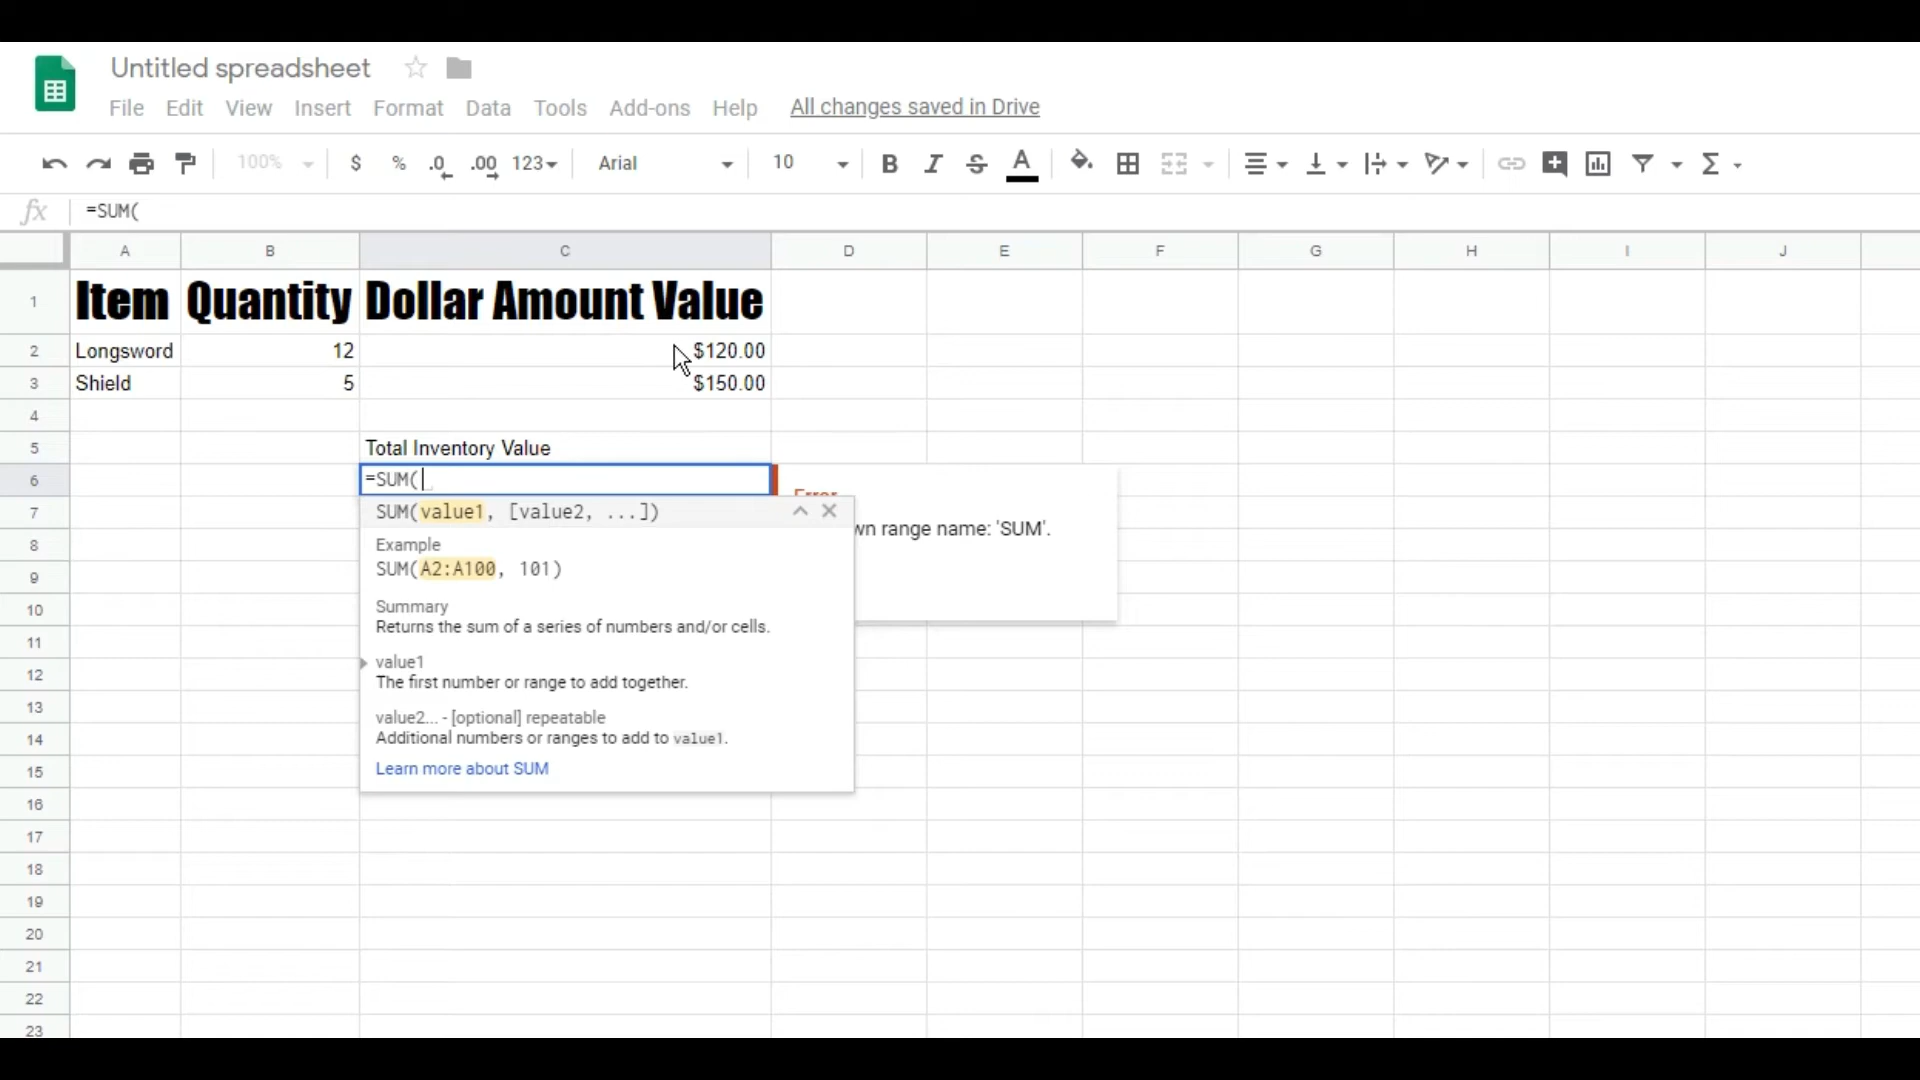 Untitled spreadsheet
File Edit View Insert Format Data Tools Add-ons Help All changes saved in Drive
100% $ % .0 .00 123 Arial 10 B I S A Σ
fx =SUM(
A B C D E F G H I J
1 Item Quantity Dollar Amount Value
2 Longsword 12 $120.00
3 Shield 5 $150.00
4
5 Total Inventory Value
6 =SUM(
Error
7 SUM(value1, [value2, ...])
wn range name: 'SUM'.
8 Example
9 SUM(A2:A100, 101)
10 Summary
11 Returns the sum of a series of numbers and/or cells.
12 value1
The first number or range to add together.
13 value2... - [optional] repeatable
14 Additional numbers or ranges to add to value1.
15 Learn more about SUM
16
17
18
19
20
21
22
23